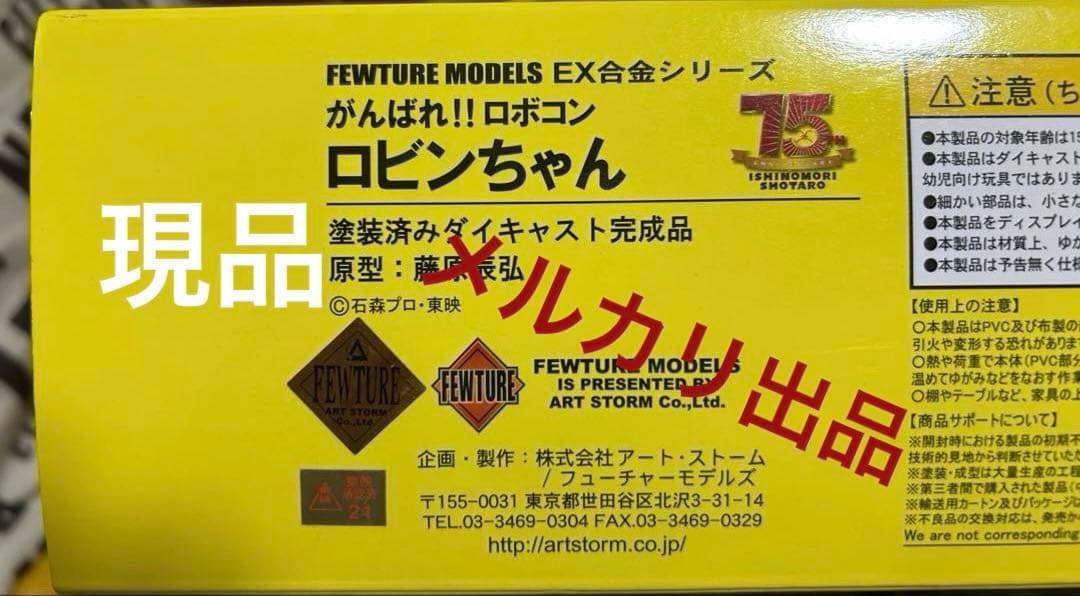 FEWTURE MODELS EX合金シリーズ
がんばれ!! ロボコン
ロビンちゃん
75TH
ANNIVERSARY
ISHINOMORI
SHOTARO
現品
塗装済みダイキャスト完成品
原型：藤原辰弘
©石森プロ・東映
メルカリ出品
FEWTURE
ART STORM
Co.,Ltd.
FEWTURE
FEWTURE MODELS
IS PRESENTED BY
ART STORM Co.,Ltd.
企画・製作：株式会社アート・ストーム
/ フューチャーモデルズ
〒155-0031 東京都世田谷区北沢3-31-14
TEL.03-3469-0304 FAX.03-3469-0329
http://artstorm.co.jp/
21
⚠注意（ち
●本製品の対象年齢は15
●本製品はダイキャスト
幼児向け玩具ではありま
●細かい部品は、小さな
●本製品をディスプレイ
●本製品は材質上、ゆか
●本製品は予告無く仕様
【使用上の注意】
○本製品はPVC及び布製の
引火や変形する恐れがあります
○熱や荷重で本体(PVC部分
温めてゆがみなどをなおす作業
○棚やテーブルなど、家具の上
【商品サポートについて】
※開封時における製品の初期不
技術的見地から判断させていた
※塗装・成型は大量生産の工程
※第三者間で購入された製品
※輸送用カートン及びパッケージは
※不良品の交換対応は、発売か
We are not corresponding